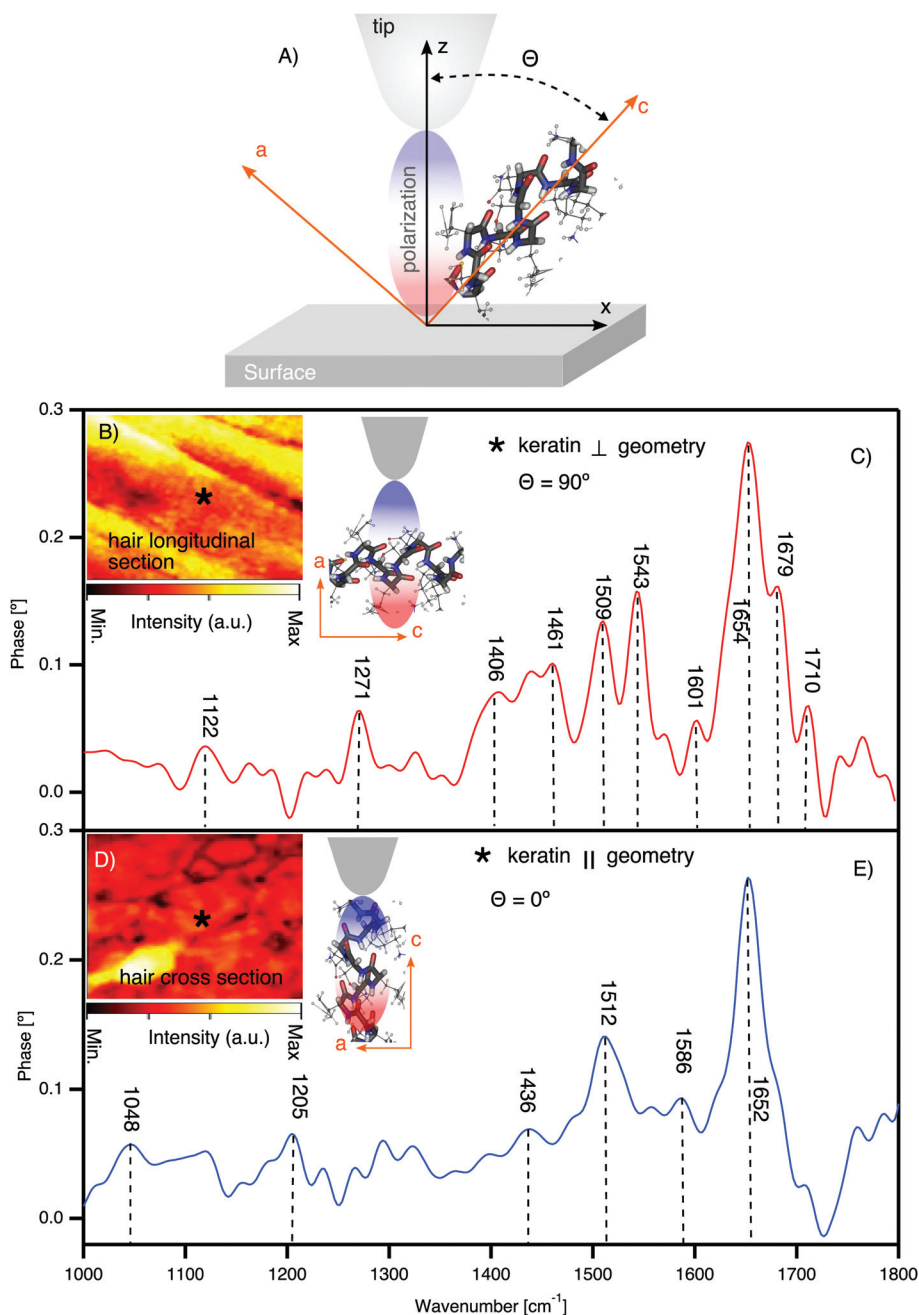 tip
A)
z
Θ
c
a
polarization
x
Surface
0.3
B)
hair longitudinal
section
Min.
Intensity (a.u.)
Max
a
c
* keratin ⊥ geometry
Θ = 90º
C)
Phase [º]
0.2
0.1
0.0
1122
1271
1406
1461
1509
1543
1601
1654
1679
1710
0.3
D)
hair cross section
Min.
Intensity (a.u.)
Max
c
a
* keratin || geometry
Θ = 0º
E)
Phase [º]
0.2
0.1
0.0
1048
1205
1436
1512
1586
1652
1000 1100 1200 1300 1400 1500 1600 1700 1800
Wavenumber [cm⁻¹]